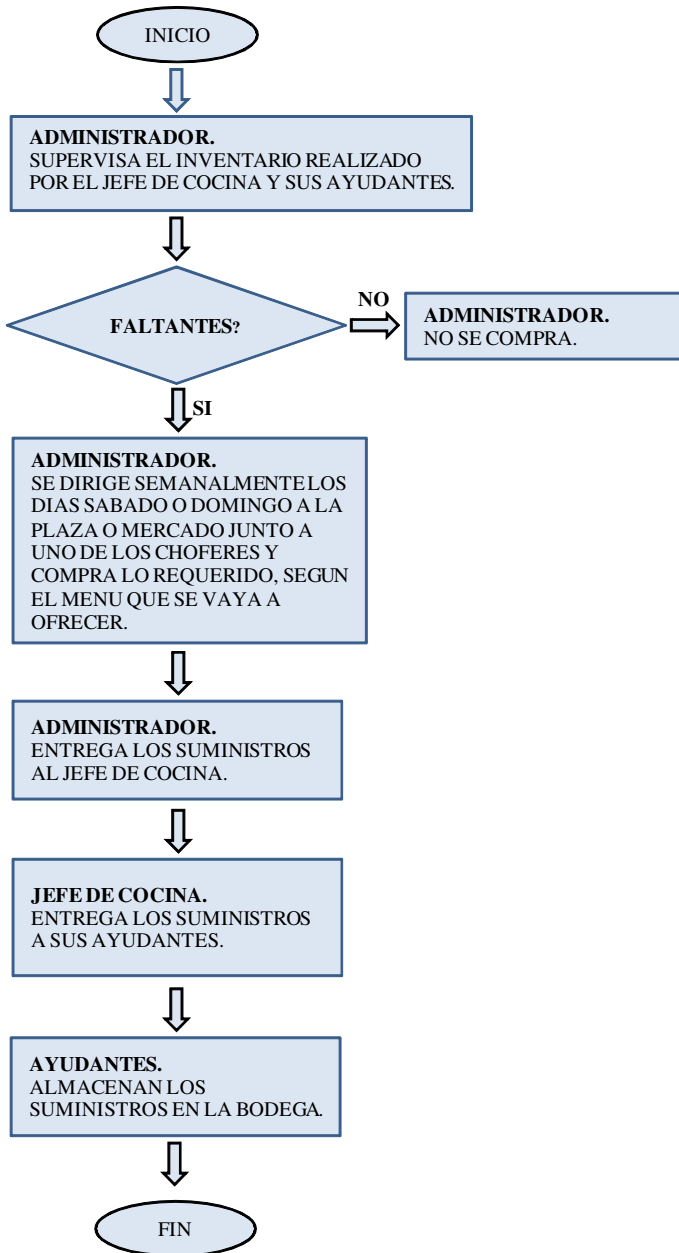 INICIO
ADMINISTRADOR.
SUPERVISA EL INVENTARIO REALIZADO
POR EL JEFE DE COCINA Y SUS AYUDANTES.
FALTANTES?
NO
ADMINISTRADOR.
NO SE COMPRA.
SI
ADMINISTRADOR.
SE DIRIGE SEMANALMENTE LOS
DIAS SABADO O DOMINGO A LA
PLAZA O MERCADO JUNTO A
UNO DE LOS CHOFERES Y
COMPRA LO REQUERIDO, SEGUN
EL MENU QUE SE VAYA A
OFRECER.
ADMINISTRADOR.
ENTREGA LOS SUMINISTROS
AL JEFE DE COCINA.
JEFE DE COCINA.
ENTREGA LOS SUMINISTROS
A SUS AYUDANTES.
AYUDANTES.
ALMACENAN LOS
SUMINISTROS EN LA BODEGA.
FIN